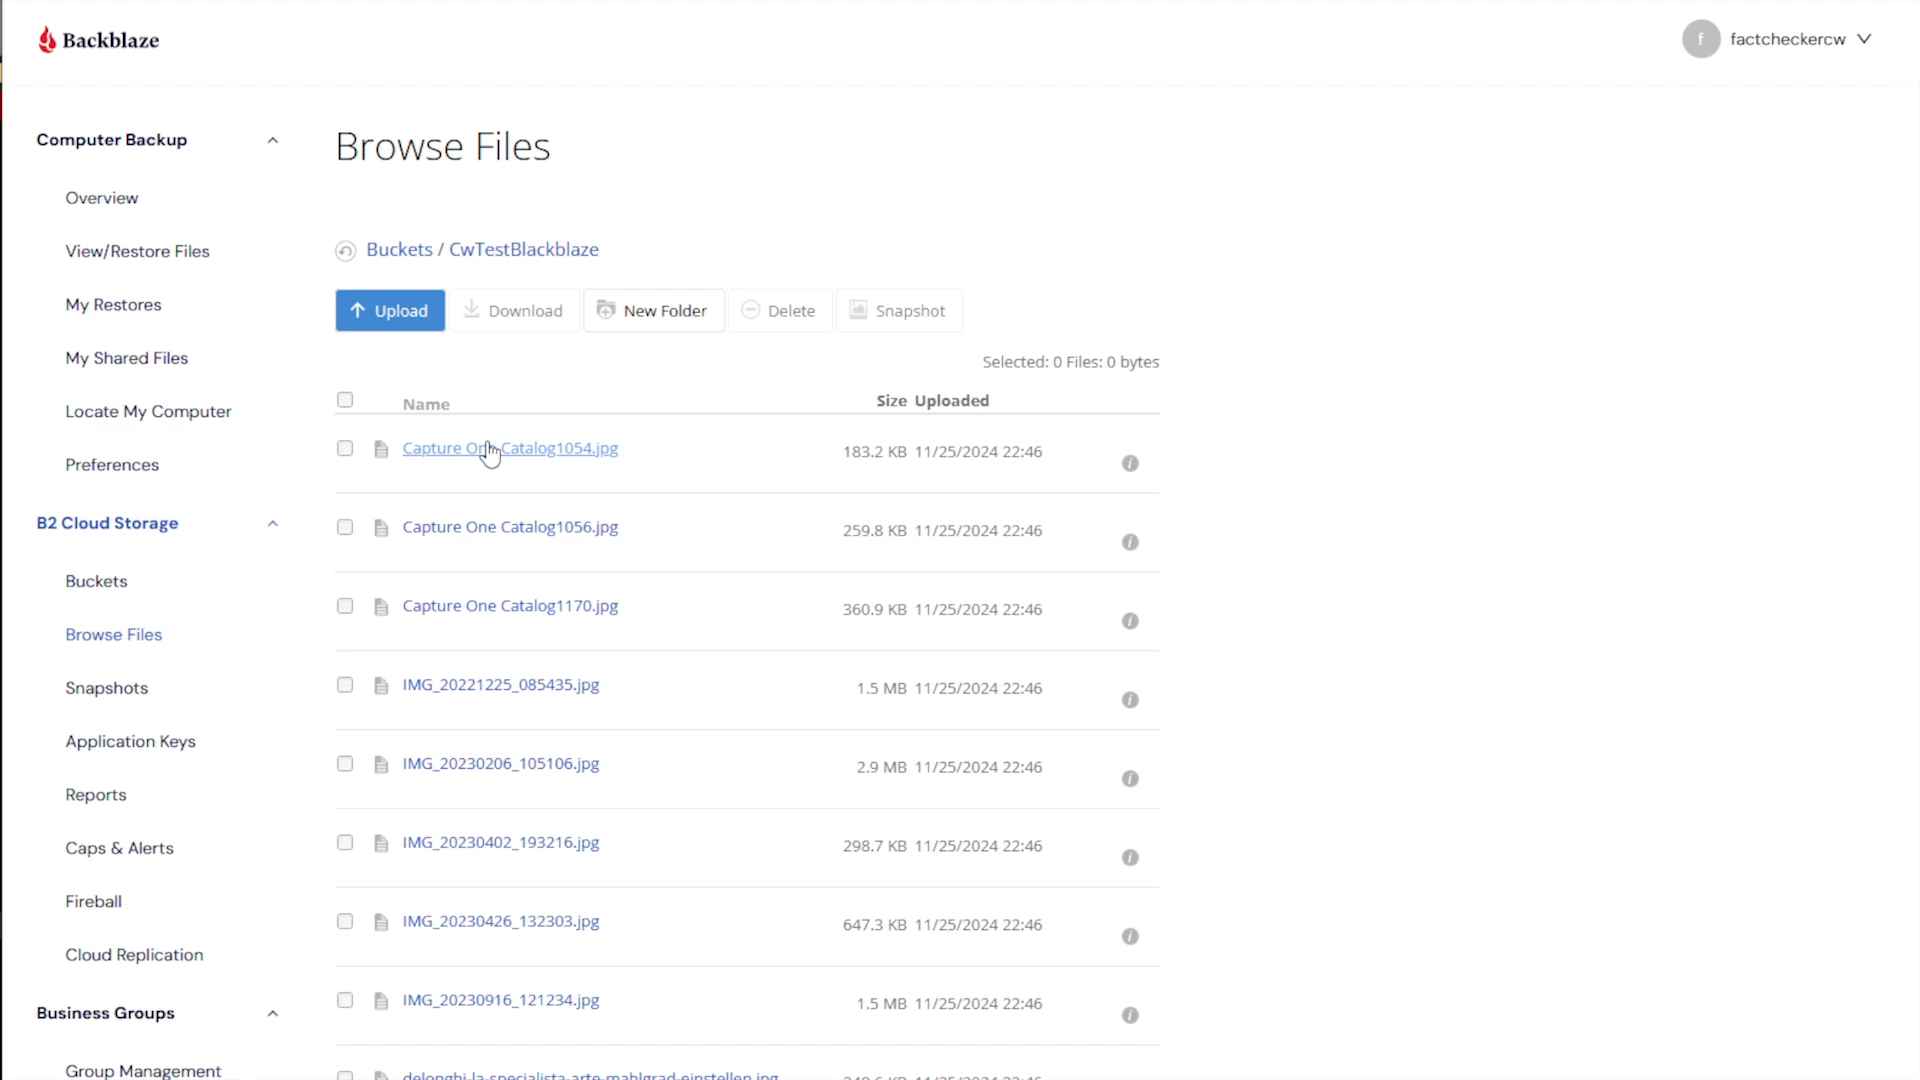 Backblaze
f factcheckercw
Computer Backup
Overview
View/Restore Files
My Restores
My Shared Files
Locate My Computer
Preferences
B2 Cloud Storage
Buckets
Browse Files
Snapshots
Application Keys
Reports
Caps & Alerts
Fireball
Cloud Replication
Business Groups
Group Management
Browse Files
Buckets / CwTestBlackblaze
Upload Download New Folder Delete Snapshot
Selected: 0 Files: 0 bytes
Name Size Uploaded
Capture One Catalog1054.jpg 183.2 KB 11/25/2024 22:46
Capture One Catalog1056.jpg 259.8 KB 11/25/2024 22:46
Capture One Catalog1170.jpg 360.9 KB 11/25/2024 22:46
IMG_20221225_085435.jpg 1.5 MB 11/25/2024 22:46
IMG_20230206_105106.jpg 2.9 MB 11/25/2024 22:46
IMG_20230402_193216.jpg 298.7 KB 11/25/2024 22:46
IMG_20230426_132303.jpg 647.3 KB 11/25/2024 22:46
IMG_20230916_121234.jpg 1.5 MB 11/25/2024 22:46
delonghi-la-specialista-arte-mahlgrad-einstellen.jpg